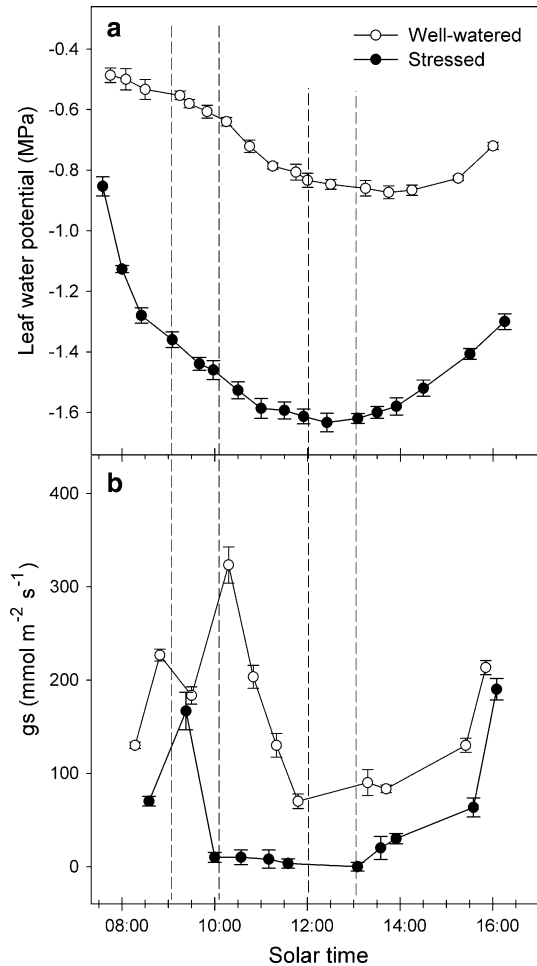 a
Well-watered
Stressed
Leaf water potential (MPa)
-0.4
-0.6
-0.8
-1.0
-1.2
-1.4
-1.6
b
gs (mmol m⁻² s⁻¹)
400
300
200
100
0
08:00 10:00 12:00 14:00 16:00
Solar time